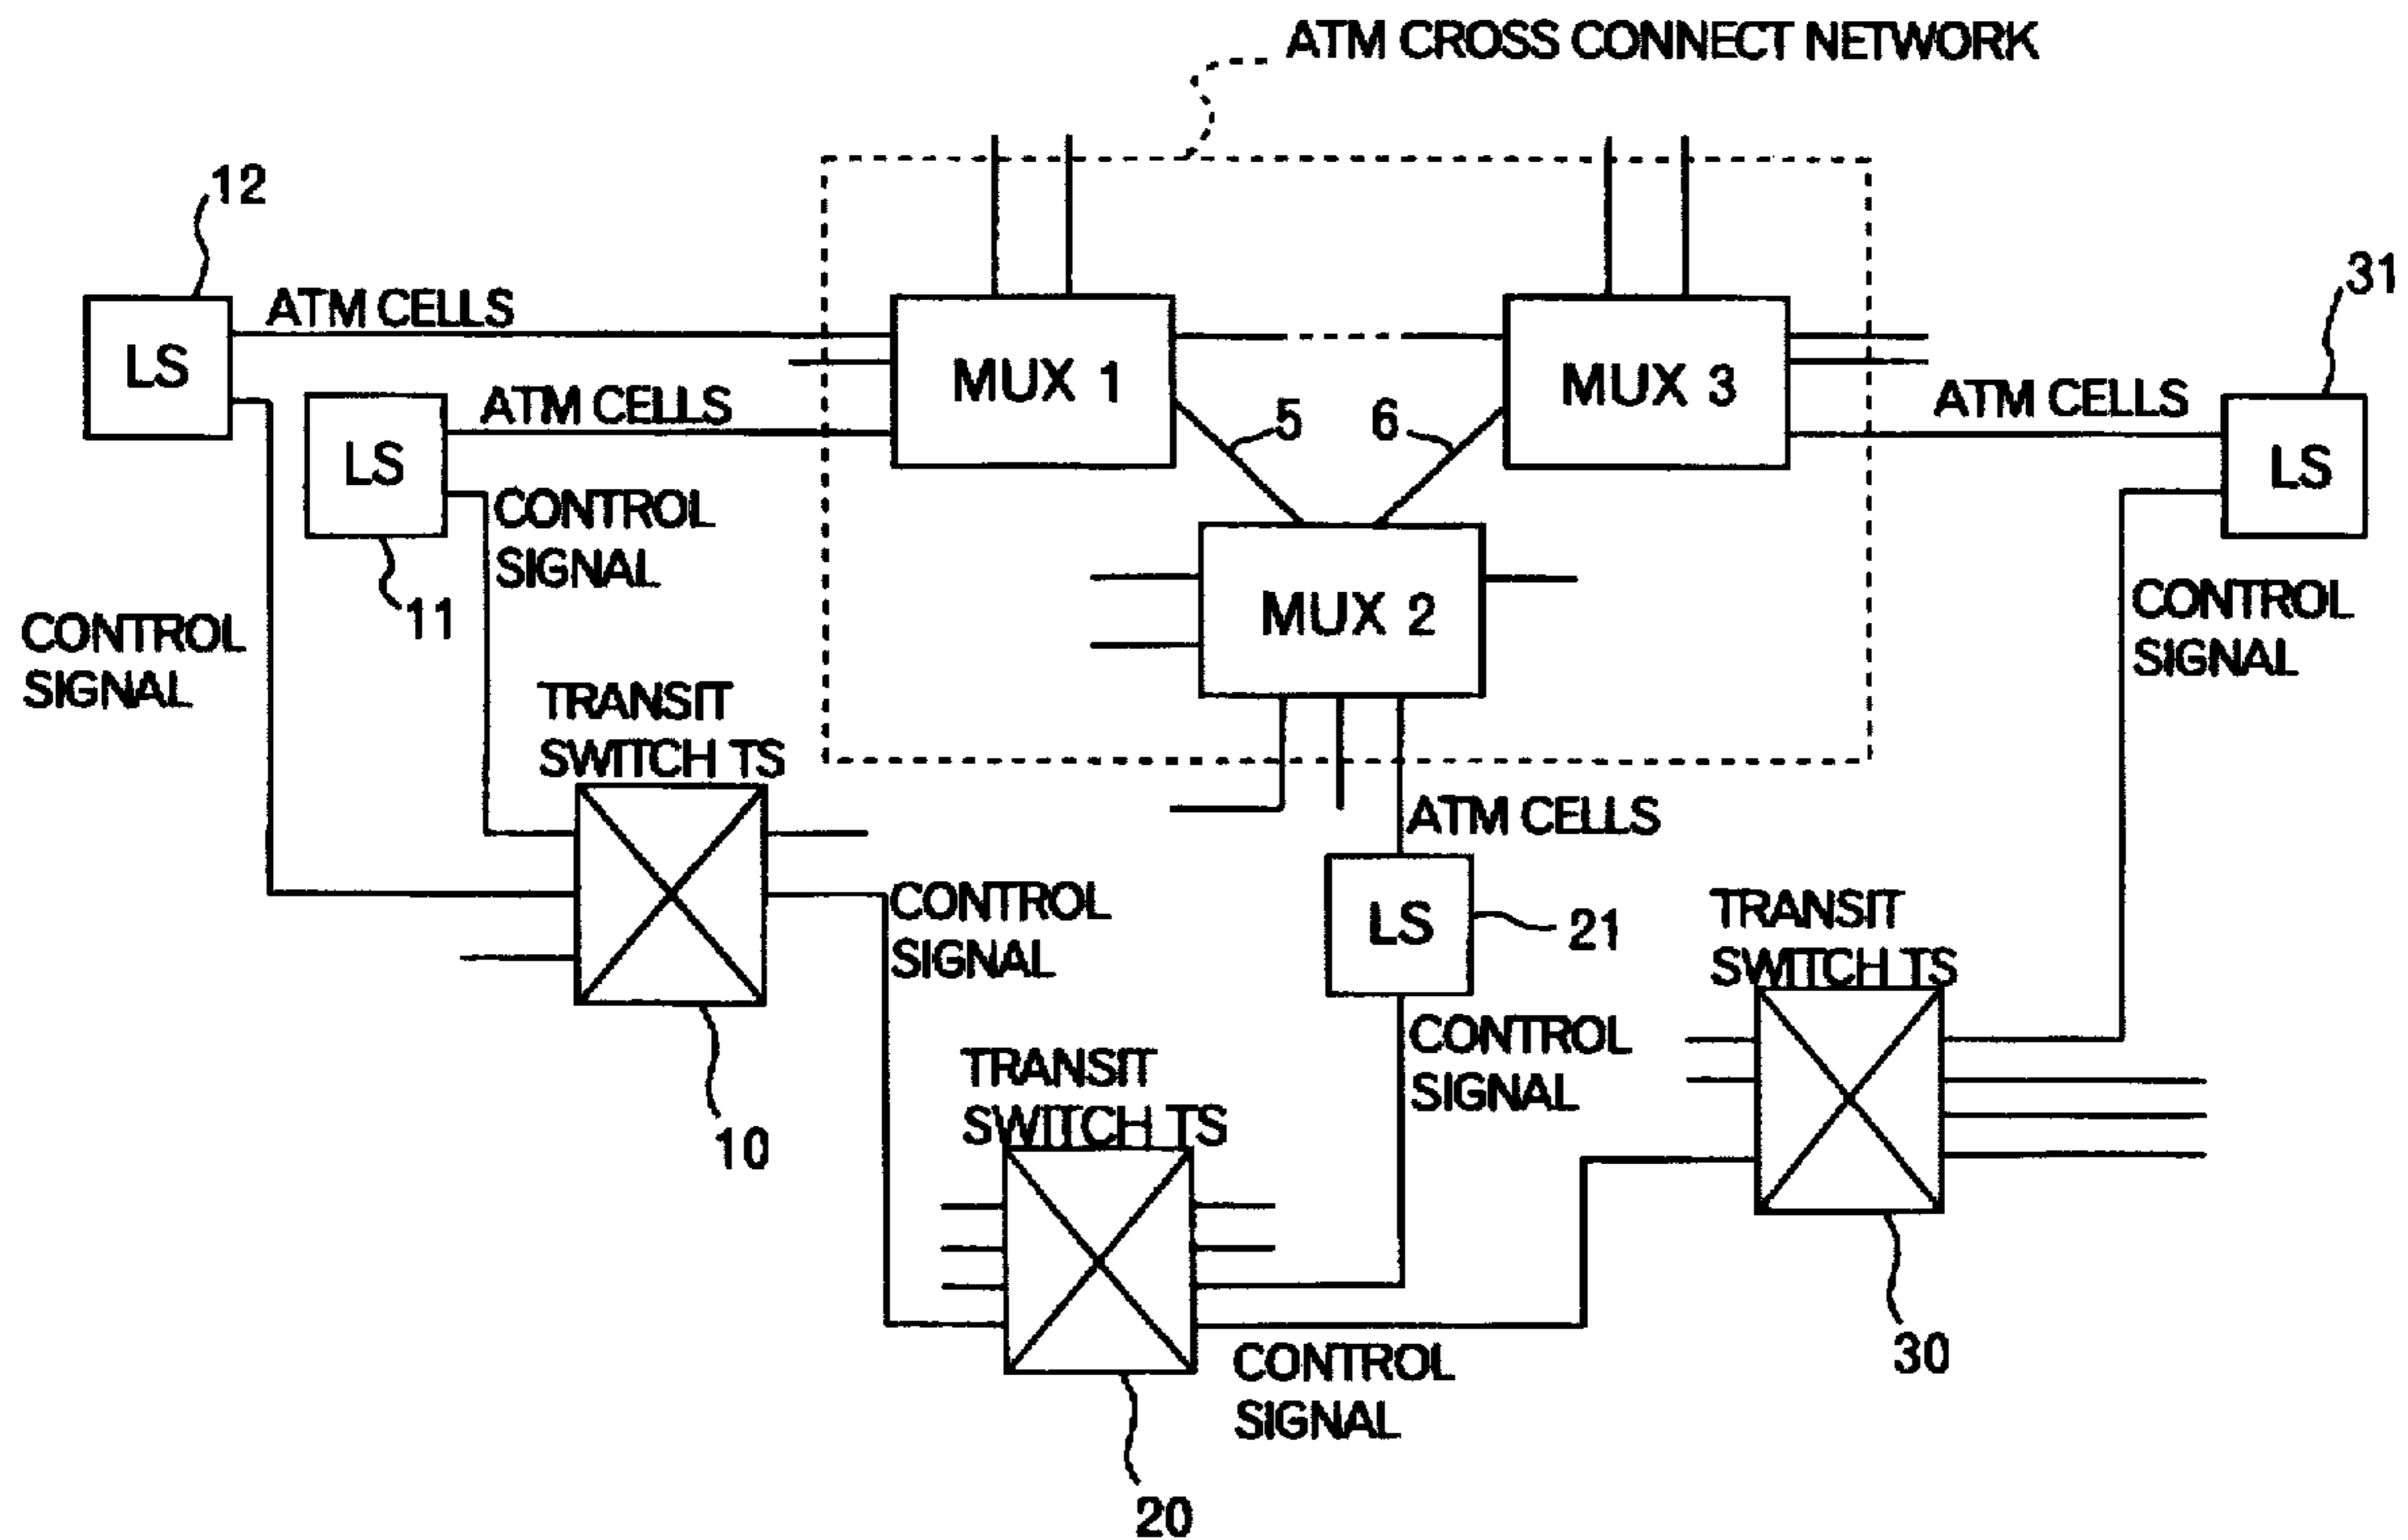 ATM CROSS CONNECT NETWORK
12
31
ATM CELLS
LS
MUX 1
MUX 3
ATM CELLS
ATM CELLS
5
6
LS
LS
CONTROL
SIGNAL
11
MUX 2
CONTROL
SIGNAL
CONTROL
SIGNAL
TRANSIT
SWITCH TS
ATM CELLS
CONTROL
SIGNAL
LS
21
TRANSIT
SWITCH TS
CONTROL
SIGNAL
TRANSIT
SWITCH TS
10
CONTROL
SIGNAL
30
20